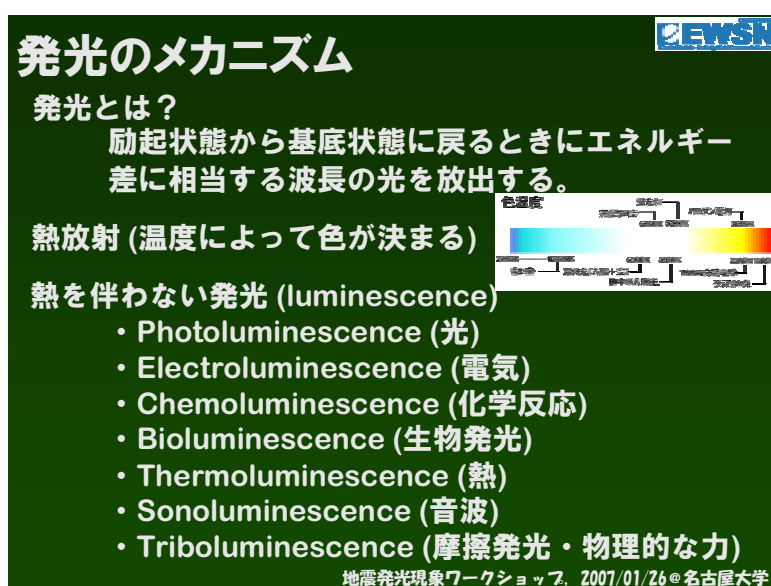 発光のメカニズム
EWSN
発光とは？
励起状態から基底状態に戻るときにエネルギー
差に相当する波長の光を放出する。
色温度
熱放射 (温度によって色が決まる)
熱を伴わない発光 (luminescence)
・Photoluminescence (光)
・Electroluminescence (電気)
・Chemoluminescence (化学反応)
・Bioluminescence (生物発光)
・Thermoluminescence (熱)
・Sonoluminescence (音波)
・Triboluminescence (摩擦発光・物理的な力)
地震発光現象ワークショップ, 2007/01/26@名古屋大学